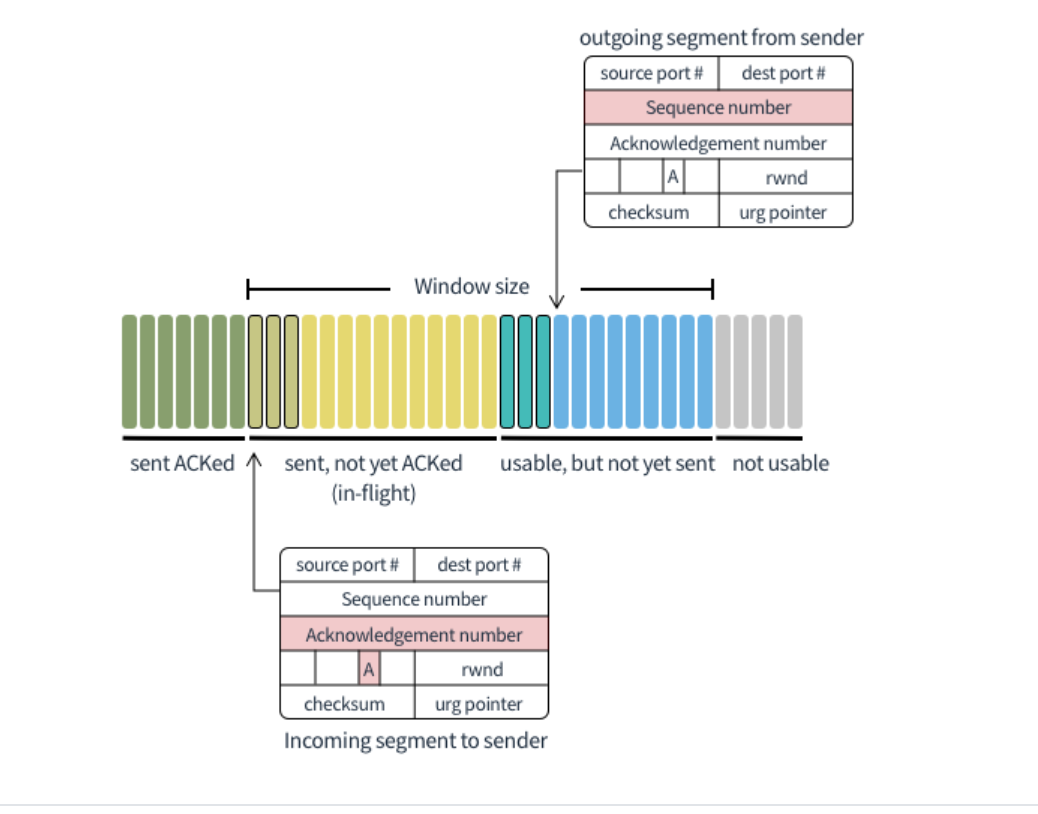 outgoing segment from sender
source port # dest port #
Sequence number
Acknowledgement number
A rwnd
checksum urg pointer
Window size
sent ACKed sent, not yet ACKed usable, but not yet sent not usable
(in-flight)
source port # dest port #
Sequence number
Acknowledgement number
A rwnd
checksum urg pointer
Incoming segment to sender